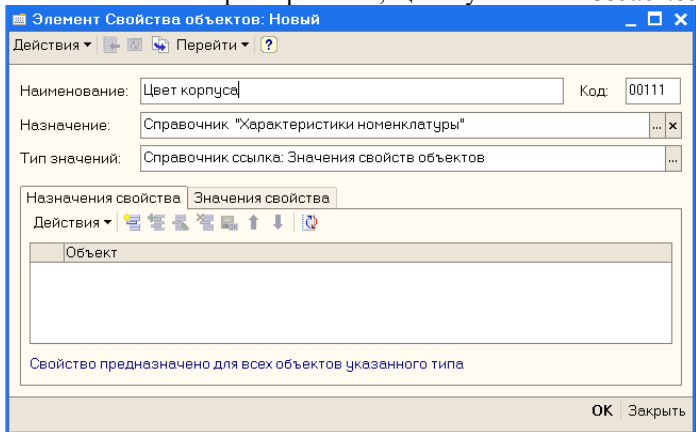 Элемент Свойства объектов: Новый
Действия Перейти
Наименование: Цвет корпуса Код: 00111
Назначение: Справочник "Характеристики номенклатуры" ... x
Тип значений: Справочник ссылка: Значения свойств объектов ...
Назначения свойства Значения свойства
Действия
Объект
Свойство предназначено для всех объектов указанного типа
OK Закрыть